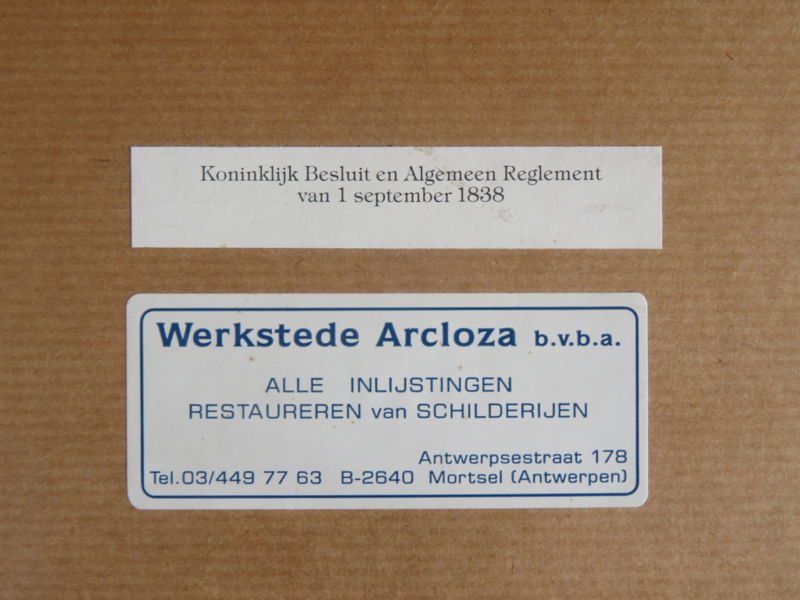 Koninklijk Besluit en Algemeen Reglement
van 1 september 1838
Werkstede Arcloza b.v.b.a.
ALLE INLIJSTINGEN
RESTAUREREN van SCHILDERIJEN
Antwerpsestraat 178
Tel.03/449 77 63 B-2640 Mortsel (Antwerpen)